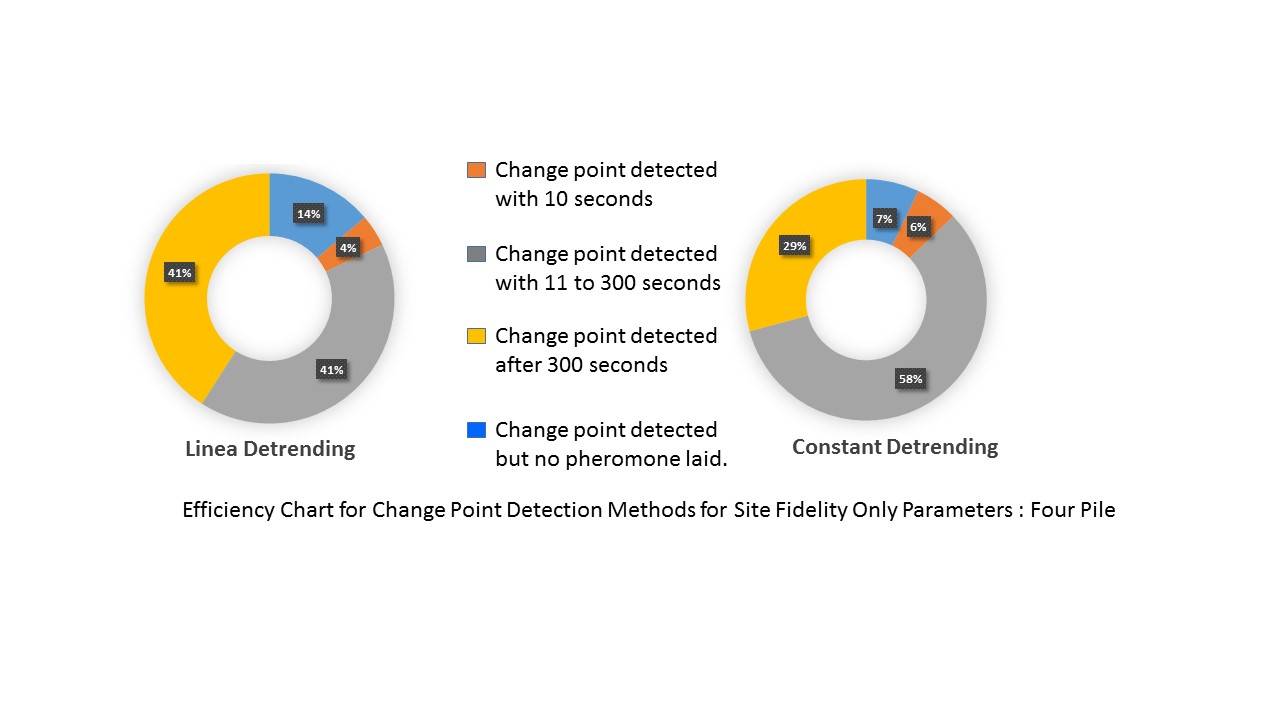 14%
4%
41%
41%
Linea Detrending
Change point detected
with 10 seconds
Change point detected
with 11 to 300 seconds
Change point detected
after 300 seconds
Change point detected
but no pheromone laid.
7%
6%
29%
58%
Constant Detrending
Efficiency Chart for Change Point Detection Methods for Site Fidelity Only Parameters : Four Pile